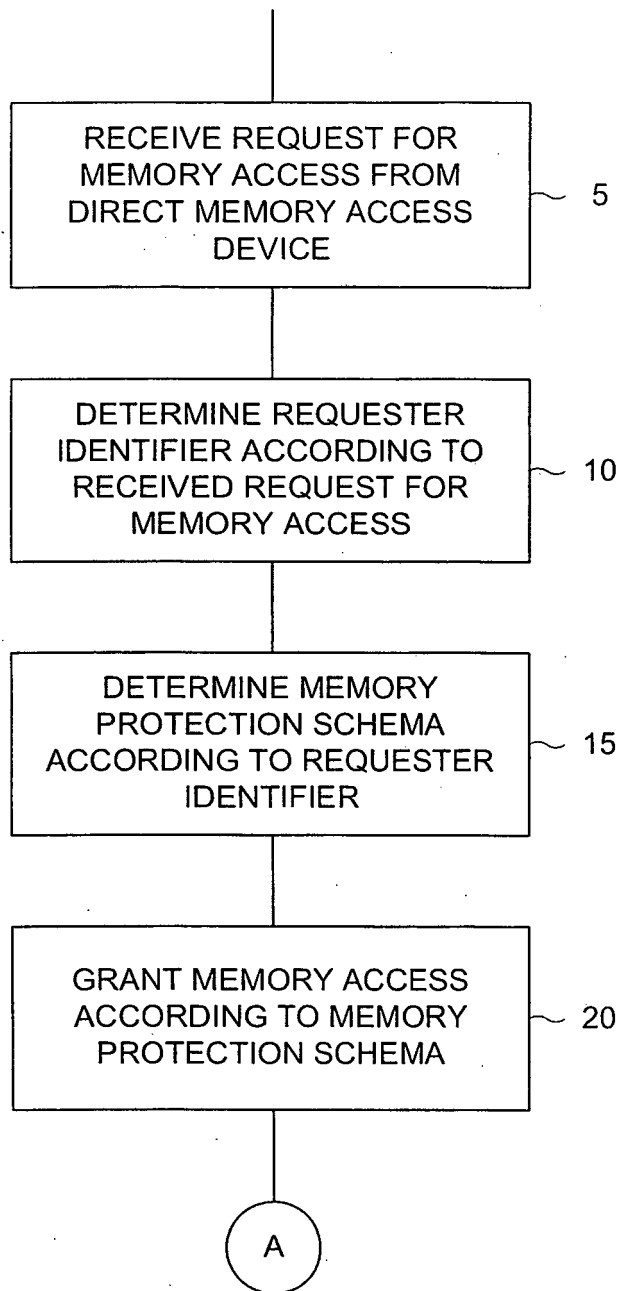 RECEIVE REQUEST FOR
MEMORY ACCESS FROM
DIRECT MEMORY ACCESS
DEVICE
5
DETERMINE REQUESTER
IDENTIFIER ACCORDING TO
RECEIVED REQUEST FOR
MEMORY ACCESS
10
DETERMINE MEMORY
PROTECTION SCHEMA
ACCORDING TO REQUESTER
IDENTIFIER
15
GRANT MEMORY ACCESS
ACCORDING TO MEMORY
PROTECTION SCHEMA
20
A